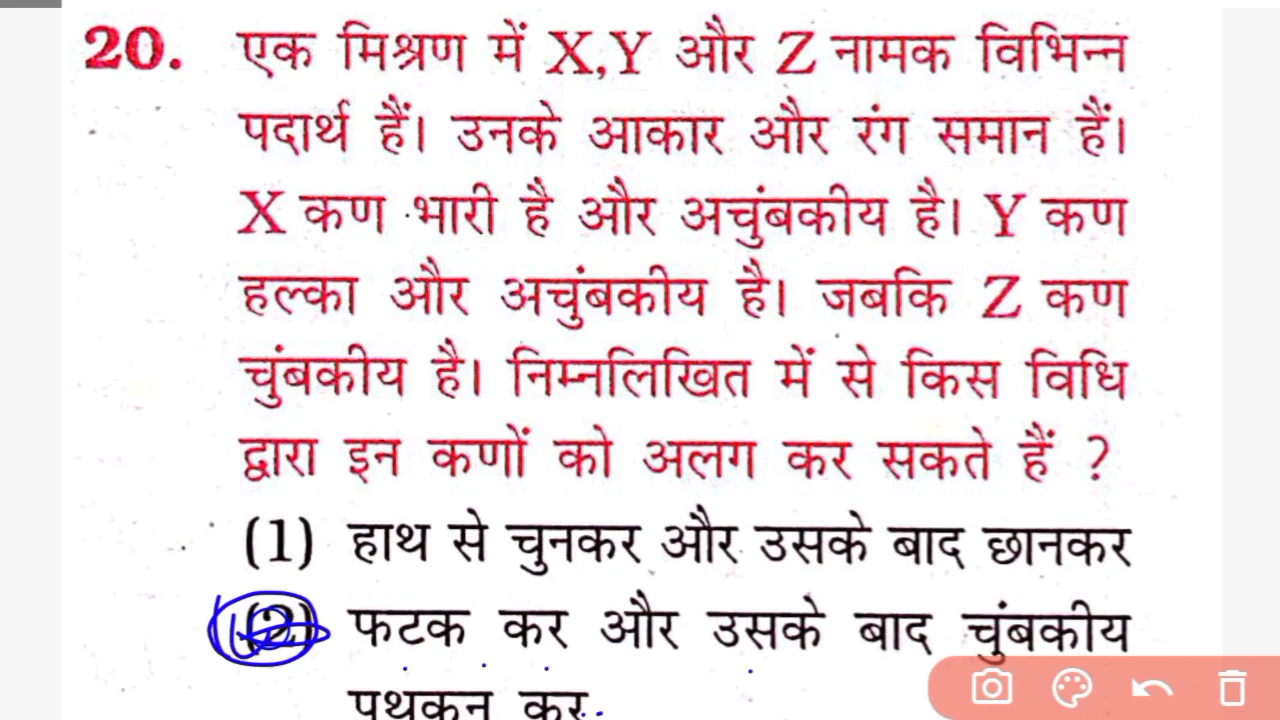 20. एक मिश्रण में X,Y और Z नामक विभिन्न
पदार्थ हैं। उनके आकार और रंग समान हैं।
X कण भारी है और अचुंबकीय है। Y कण
हल्का और अचुंबकीय है। जबकि Z कण
चुंबकीय है। निम्नलिखित में से किस विधि
द्वारा इन कणों को अलग कर सकते हैं ?
(1) हाथ से चुनकर और उसके बाद छानकर
(2) फटक कर और उसके बाद चुंबकीय
पृथकन कर